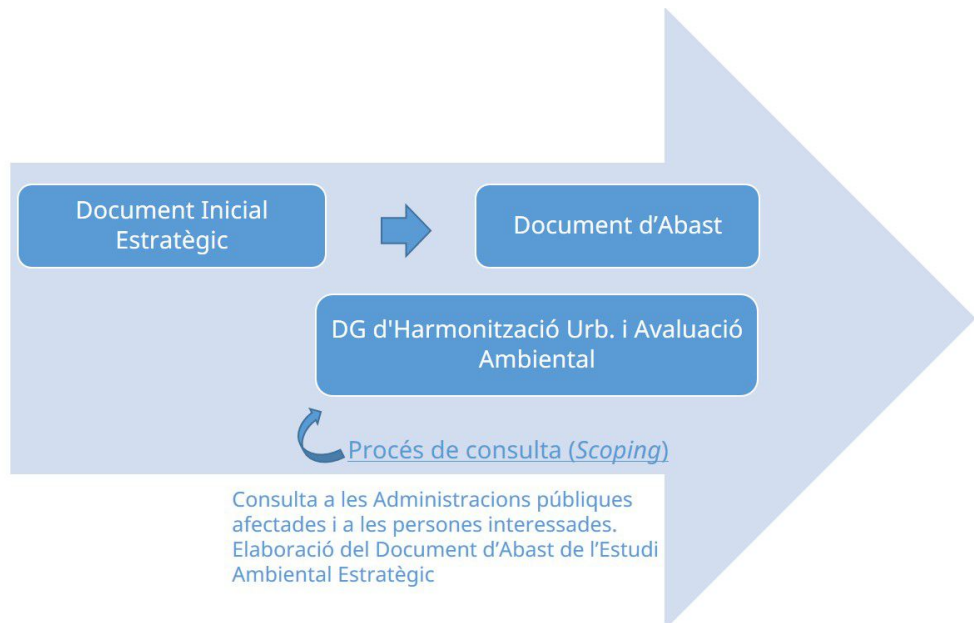 Document Inicial
Estratègic
Document d’Abast
DG d'Harmonització Urb. i Avaluació
Ambiental
Procés de consulta (Scoping)
Consulta a les Administracions públiques
afectades i a les persones interessades.
Elaboració del Document d’Abast de l’Estudi
Ambiental Estratègic